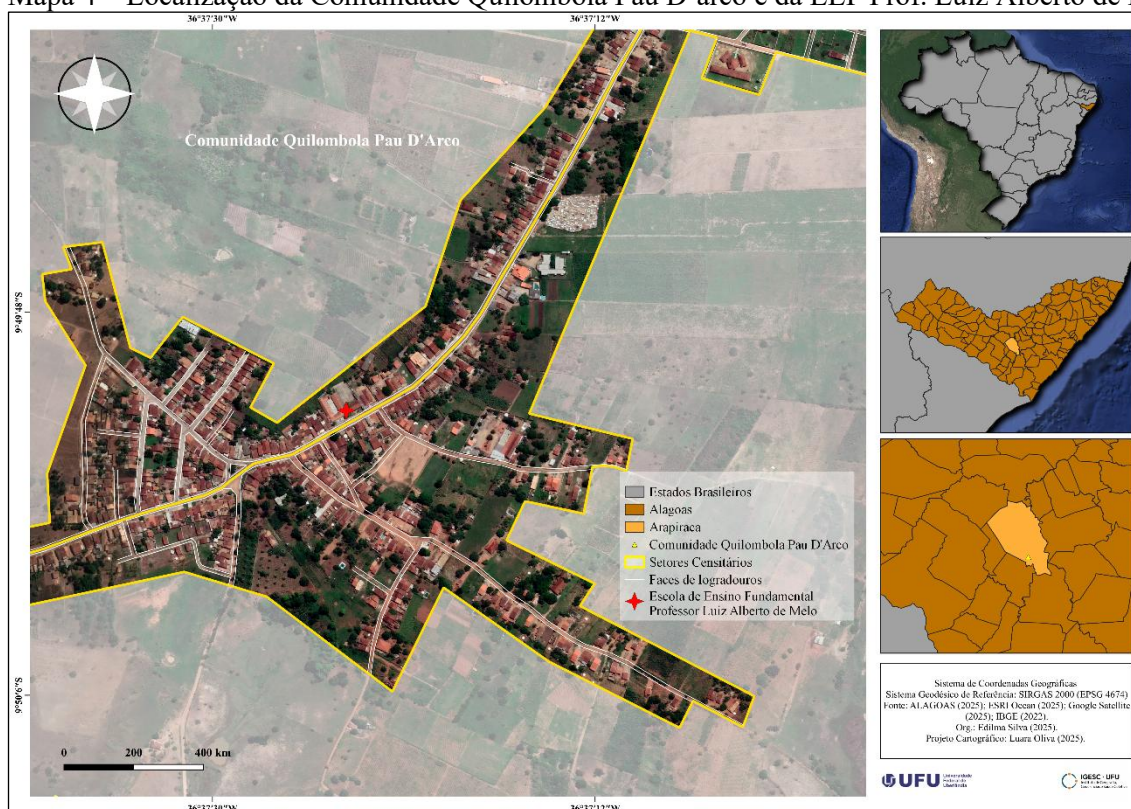 Mapa 4 – Localização da Comunidade Quilombola Pau D'arco e da EEF Prof. Luiz Alberto de
36°37'30"W
36°37'12"W
Comunidade Quilombola Pau D'Arco
9°49'48"S
9°50'6"S
Estados Brasileiros
Alagoas
Arapiraca
Comunidade Quilombola Pau D'Arco
Setores Censitários
Faces de logradouros
Escola de Ensino Fundamental
Professor Luiz Alberto de Melo
0 200 400 km
36°37'30"W
36°37'12"W
Sistema de Coordenadas Geográficas
Sistema Geodésico de Referência: SIRGAS 2000 (EPSG 4674)
Fonte: ALAGOAS (2025); ESRI Ocean (2025); Google Satellite
(2025); IBGE (2022).
Org.: Edilma Silva (2025).
Projeto Cartográfico: Luara Oliva (2025).
UFU
Universidade
Federal de
Uberlândia
IGESC - UFU